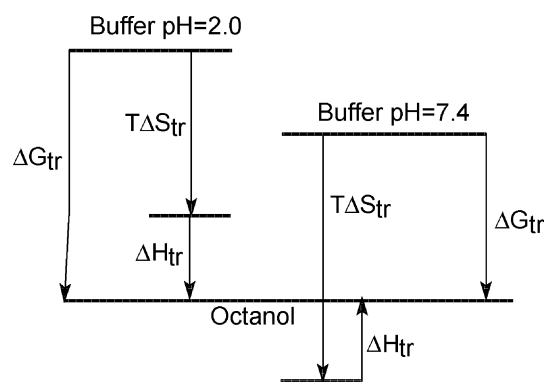 Buffer pH=2.0
Buffer pH=7.4
TΔStr
ΔGtr
TΔStr
ΔGtr
ΔHtr
Octanol
ΔHtr